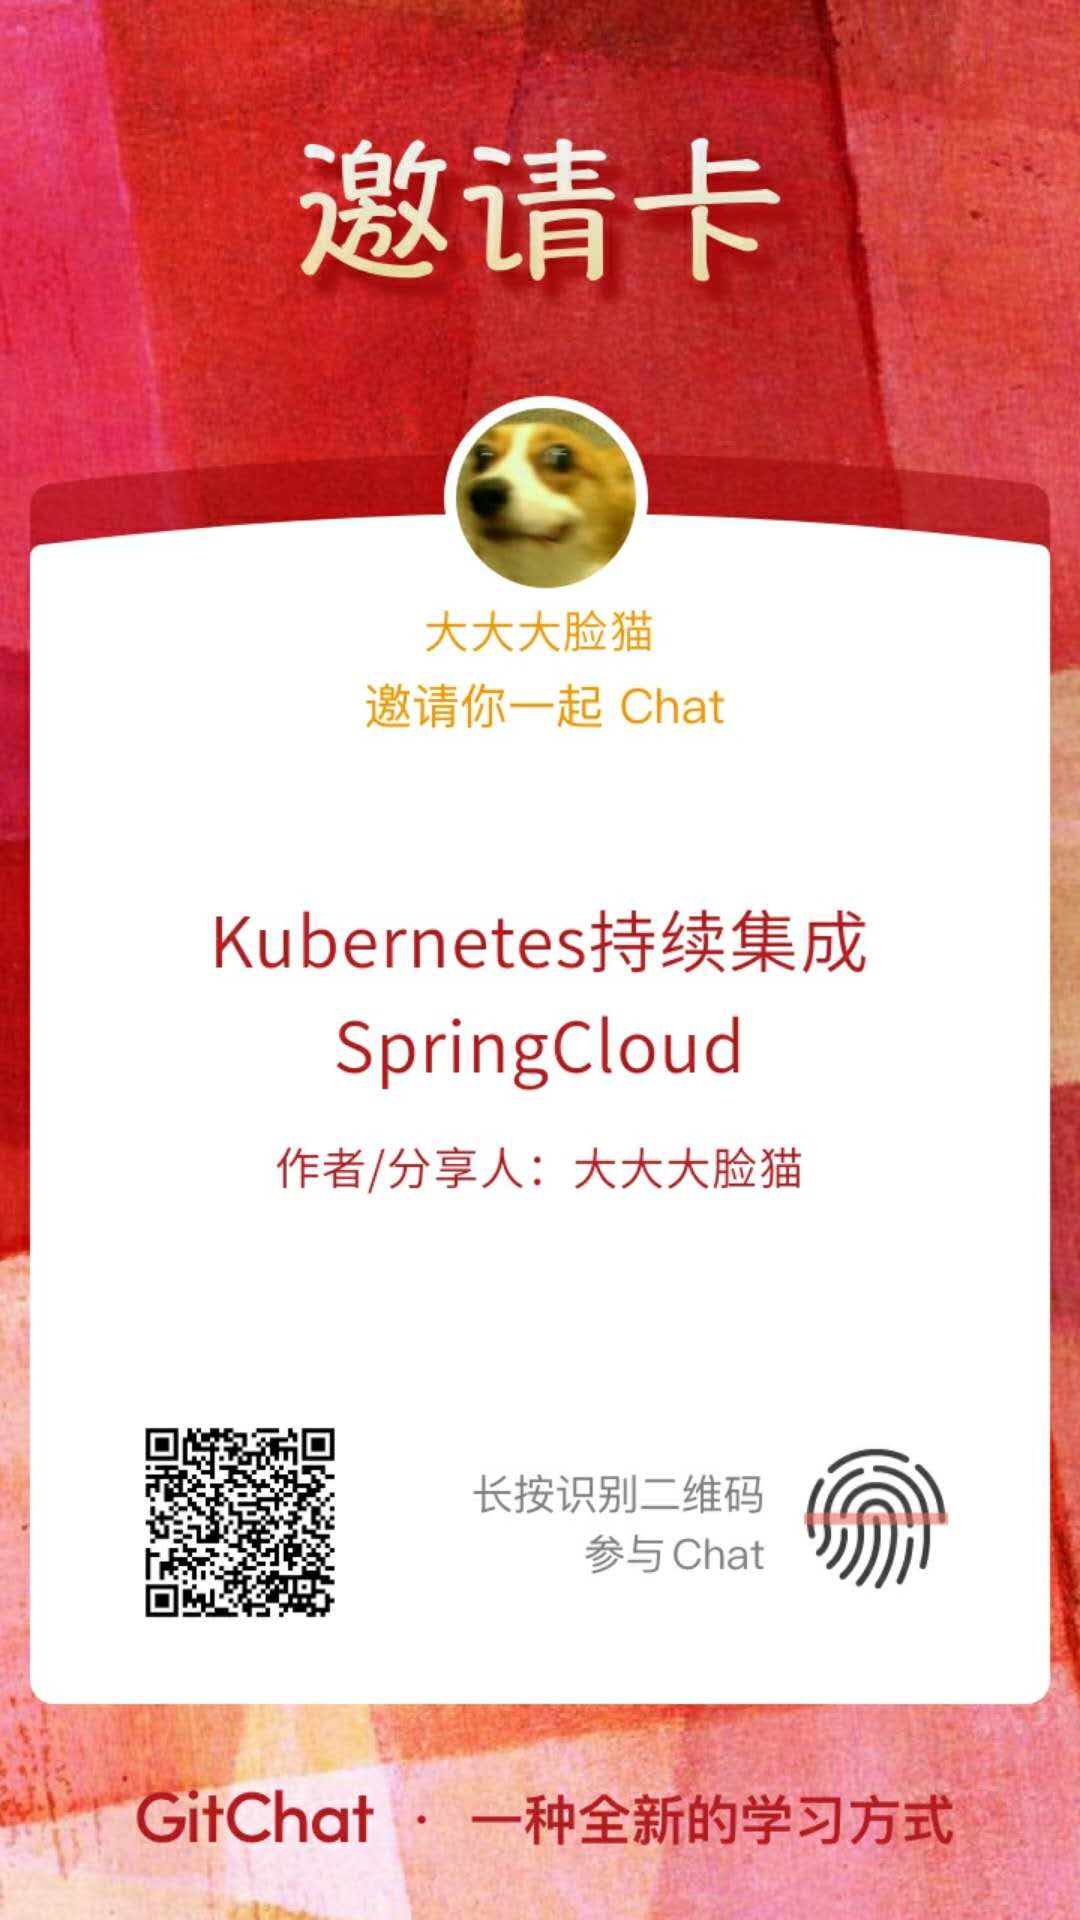 邀请卡
大大大脸猫
邀请你一起 Chat
Kubernetes持续集成
SpringCloud
作者/分享人：大大大脸猫
长按识别二维码
参与 Chat
GitChat · 一种全新的学习方式